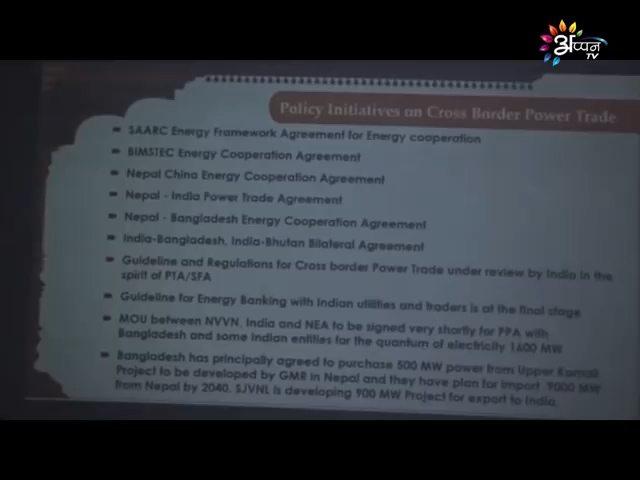 अप्पन
TV
Policy Initiatives on Cross Border Power Trade
SAARC Energy Framework Agreement for Energy cooperation
BIMSTEC Energy Cooperation Agreement
Nepal China Energy Cooperation Agreement
Nepal - India Power Trade Agreement
Nepal - Bangladesh Energy Cooperation Agreement
India-Bangladesh, India-Bhutan Bilateral Agreement
Guideline and Regulations for Cross border Power Trade under review by India in the
spirit of PTA/SFA
Guideline for Energy Banking with Indian utilities and traders is at the final stage
MOU between NVVN, India and NEA to be signed very shortly for PPA with
Bangladesh and some Indian entities for the quantum of electricity 1600 MW
Bangladesh has principally agreed to purchase 500 MW power from Upper Karnali
Project to be developed by GMR in Nepal and they have plan for import 9000 MW
from Nepal by 2040. SJVNL is developing 900 MW Project for export to India.